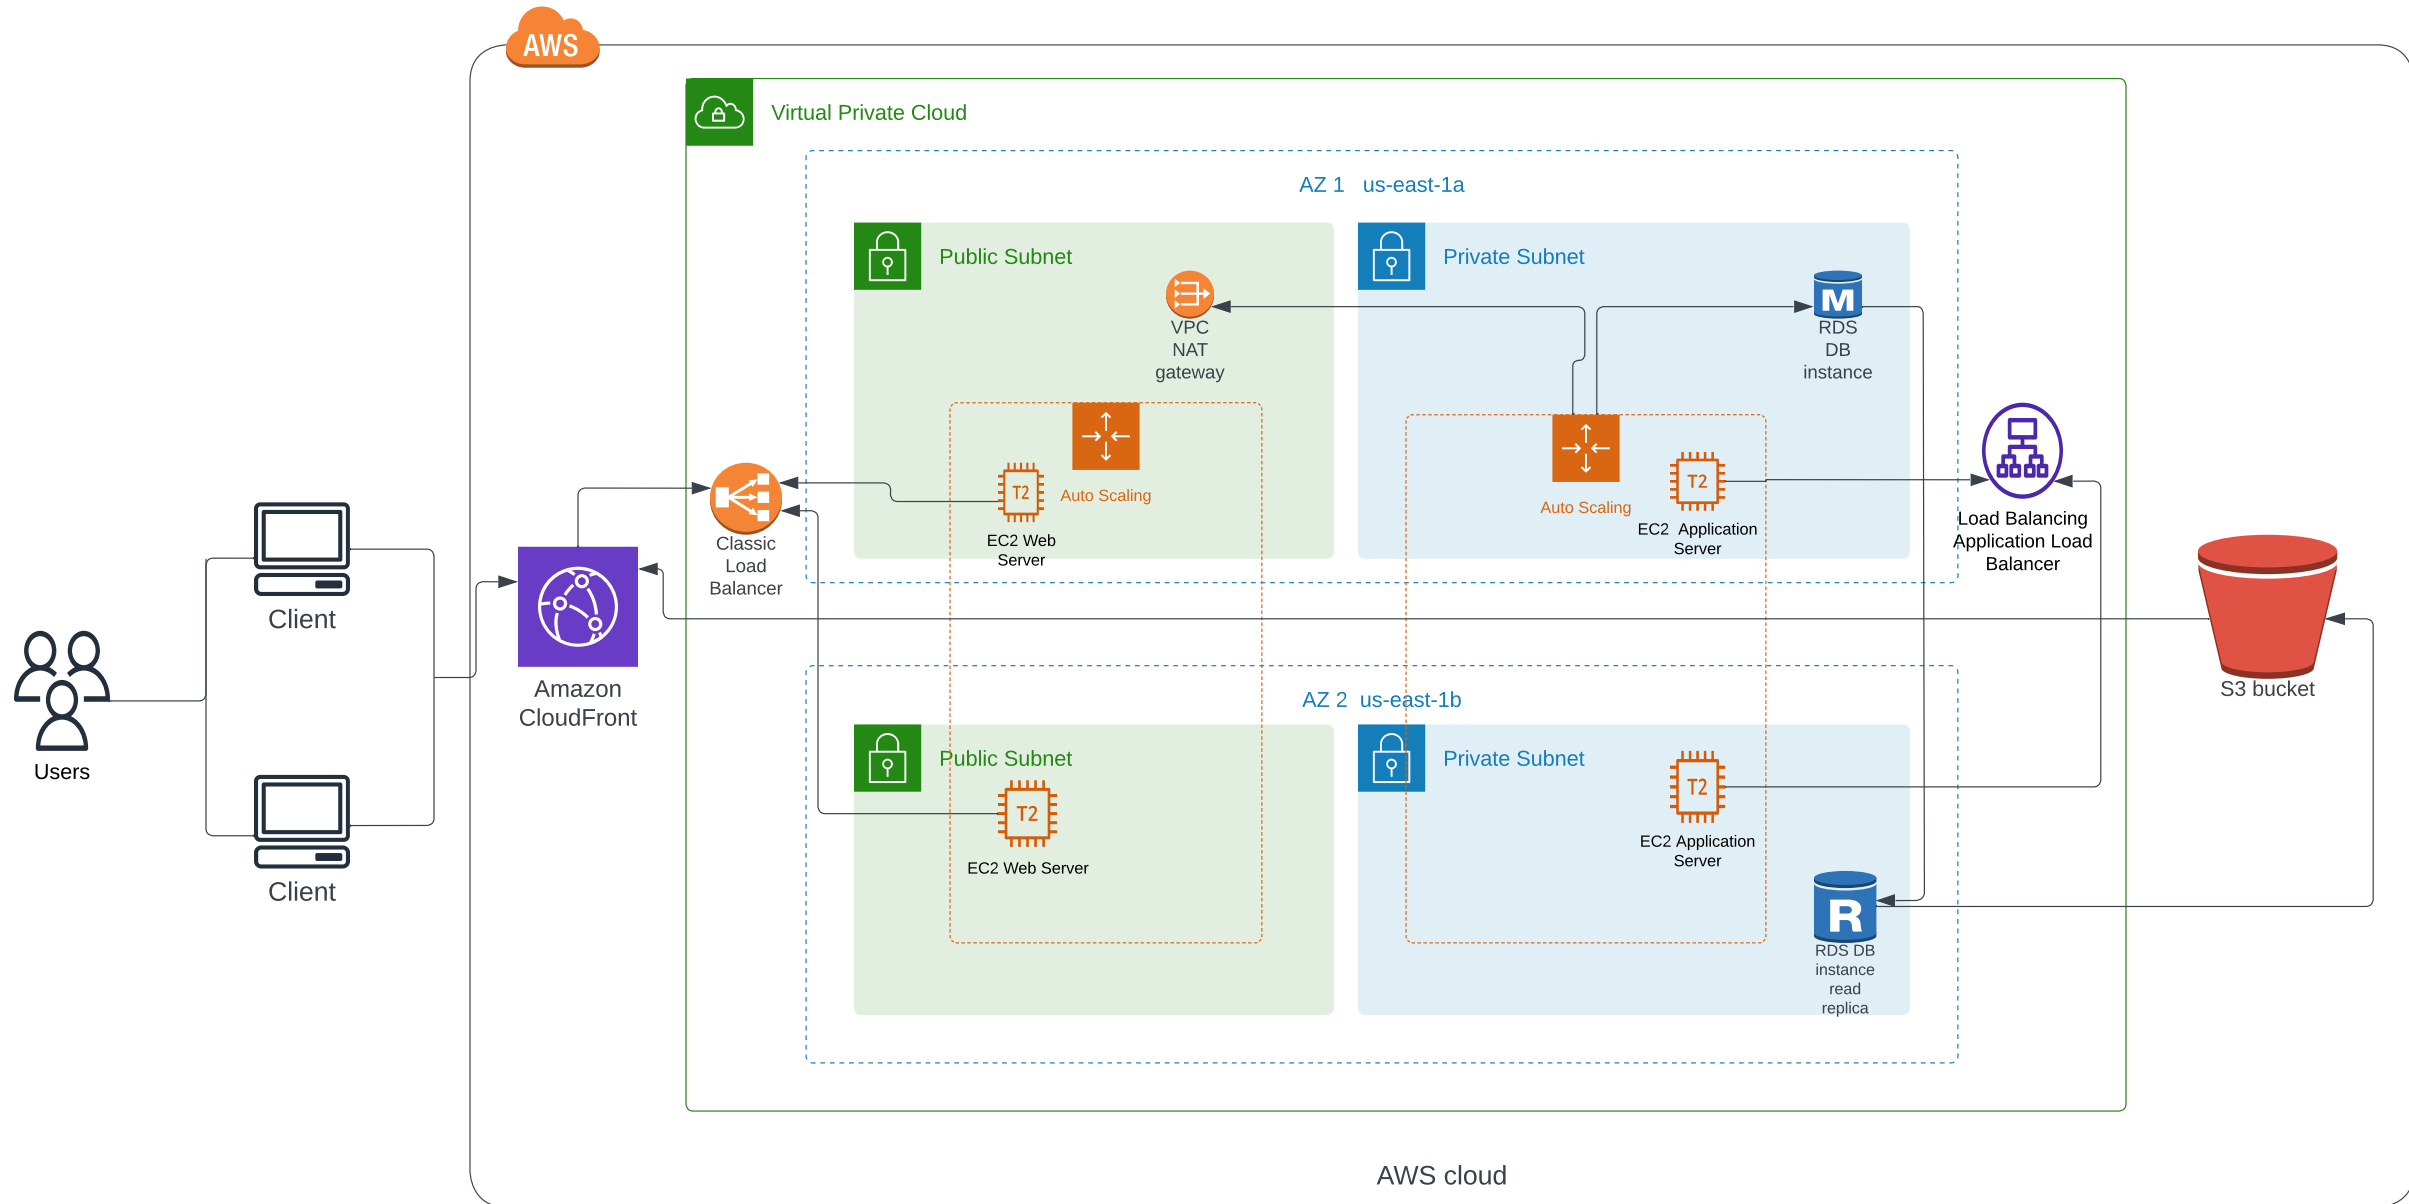 AWS
Virtual Private Cloud
AZ 1 us-east-1a
Public Subnet
VPC
NAT
gateway
Private Subnet
M
RDS
DB
instance
Auto Scaling
T2
EC2 Web
Server
Auto Scaling
T2
EC2 Application
Server
Classic
Load
Balancer
Load Balancing
Application Load
Balancer
Client
Users
Client
Amazon
CloudFront
S3 bucket
AZ 2 us-east-1b
Public Subnet
T2
EC2 Web Server
Private Subnet
T2
EC2 Application
Server
R
RDS DB
instance
read
replica
AWS cloud